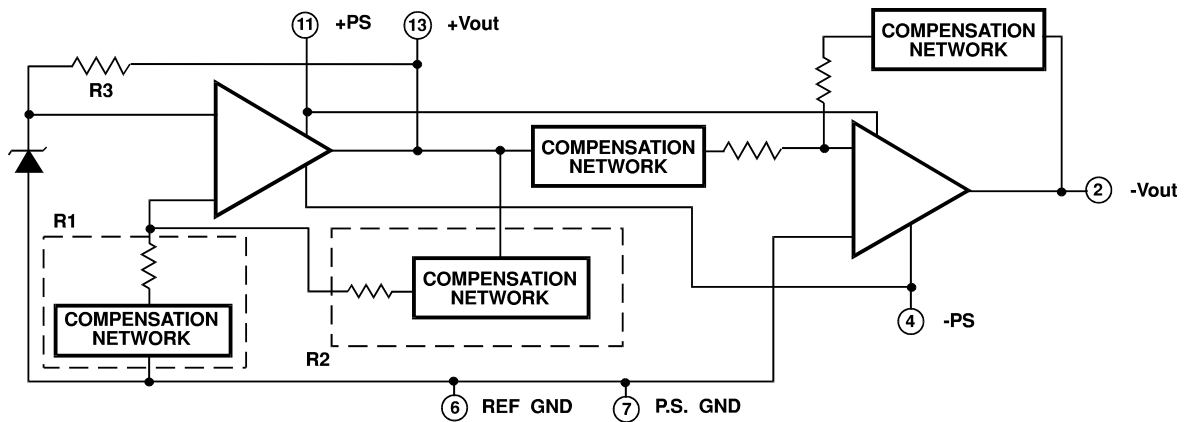 11 +PS 13 +Vout
COMPENSATION
NETWORK
R3
COMPENSATION
NETWORK
2 -Vout
R1
COMPENSATION
NETWORK
COMPENSATION
NETWORK
4 -PS
R2
6 REF GND 7 P.S. GND